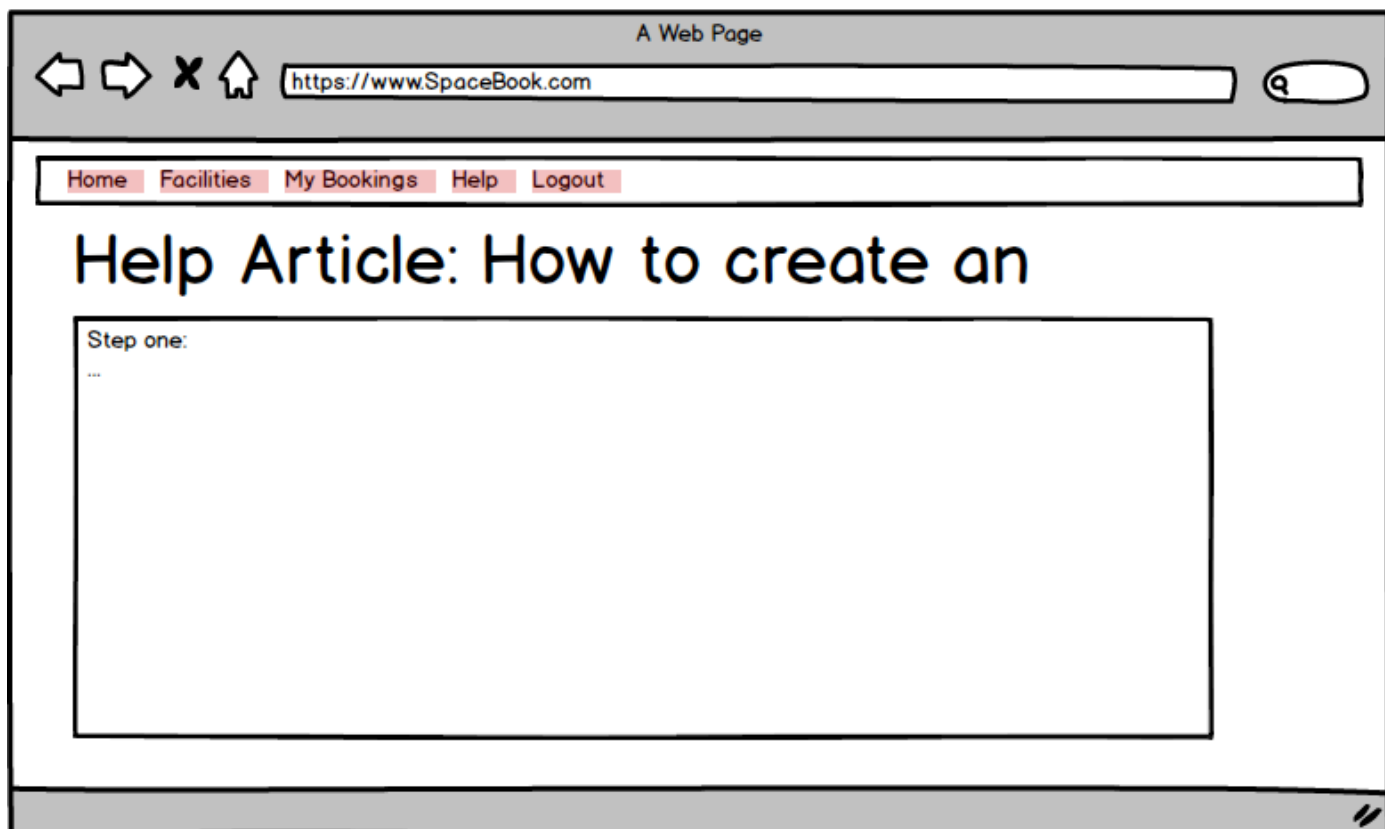 A Web Page
https://www.SpaceBook.com
Home Facilities My Bookings Help Logout
Help Article: How to create an
Step one:
...